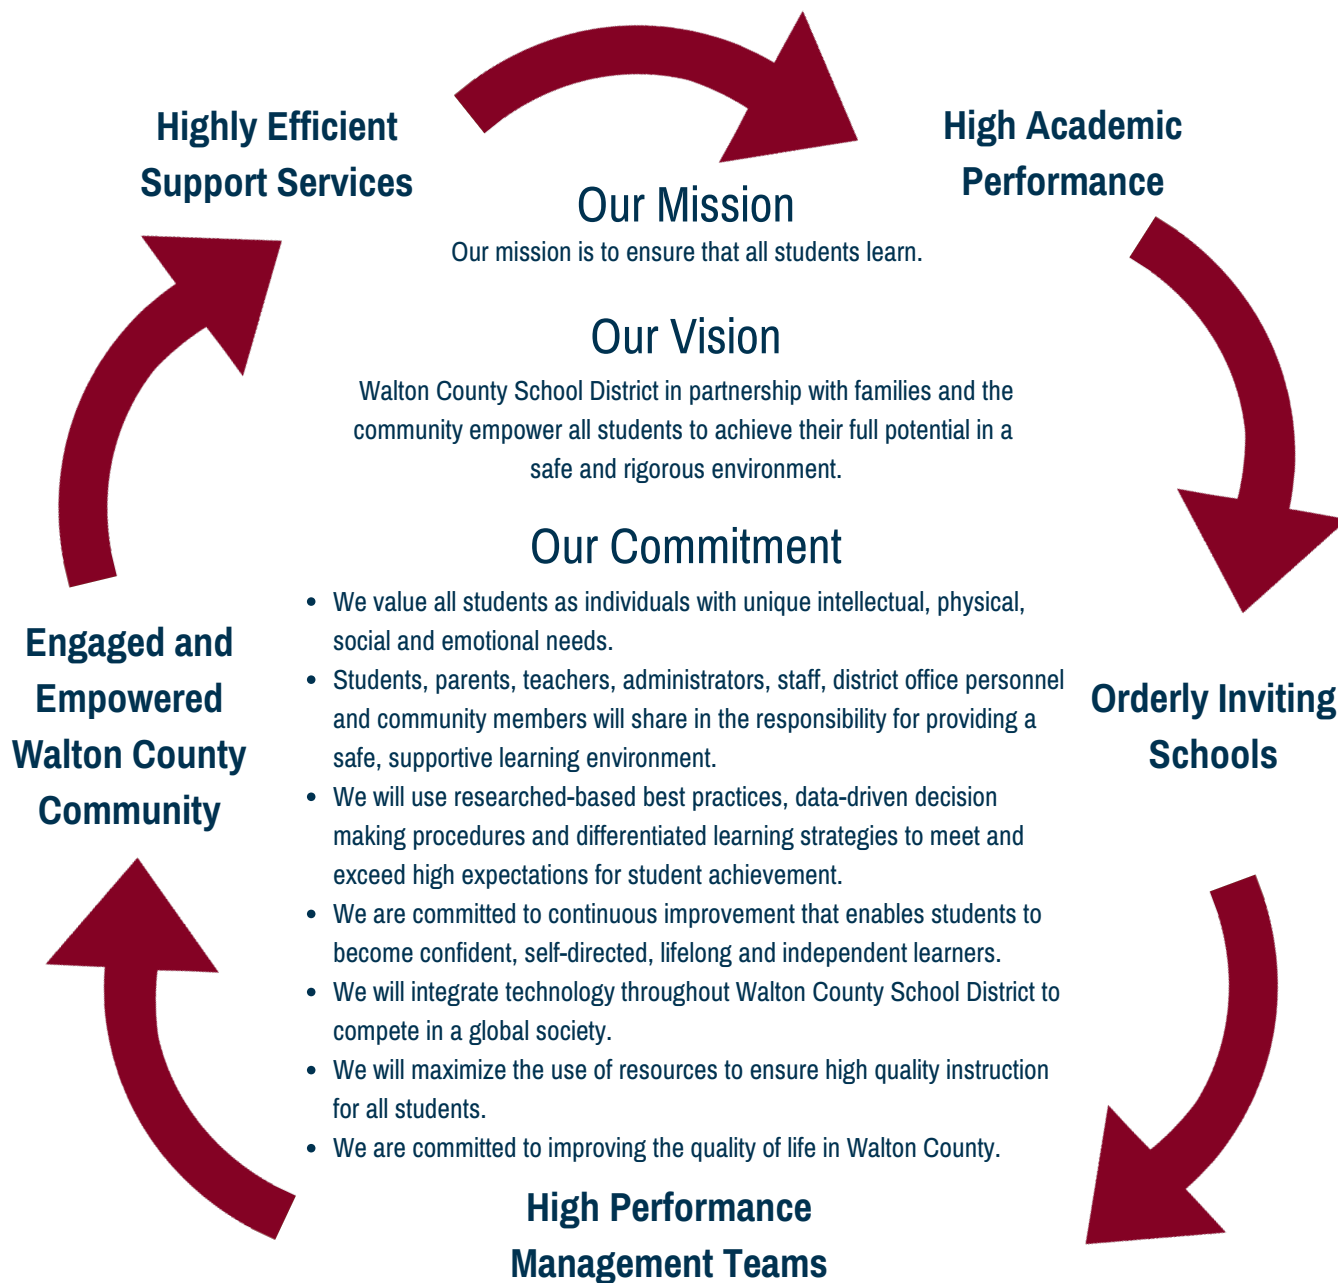 Highly Efficient
Support Services
High Academic
Performance
Our Mission
Our mission is to ensure that all students learn.
Our Vision
Walton County School District in partnership with families and the
community empower all students to achieve their full potential in a
safe and rigorous environment.
Our Commitment
• We value all students as individuals with unique intellectual, physical,
social and emotional needs.
• Students, parents, teachers, administrators, staff, district office personnel
and community members will share in the responsibility for providing a
safe, supportive learning environment.
• We will use researched-based best practices, data-driven decision
making procedures and differentiated learning strategies to meet and
exceed high expectations for student achievement.
• We are committed to continuous improvement that enables students to
become confident, self-directed, lifelong and independent learners.
• We will integrate technology throughout Walton County School District to
compete in a global society.
• We will maximize the use of resources to ensure high quality instruction
for all students.
• We are committed to improving the quality of life in Walton County.
Engaged and
Empowered
Walton County
Community
Orderly Inviting
Schools
High Performance
Management Teams